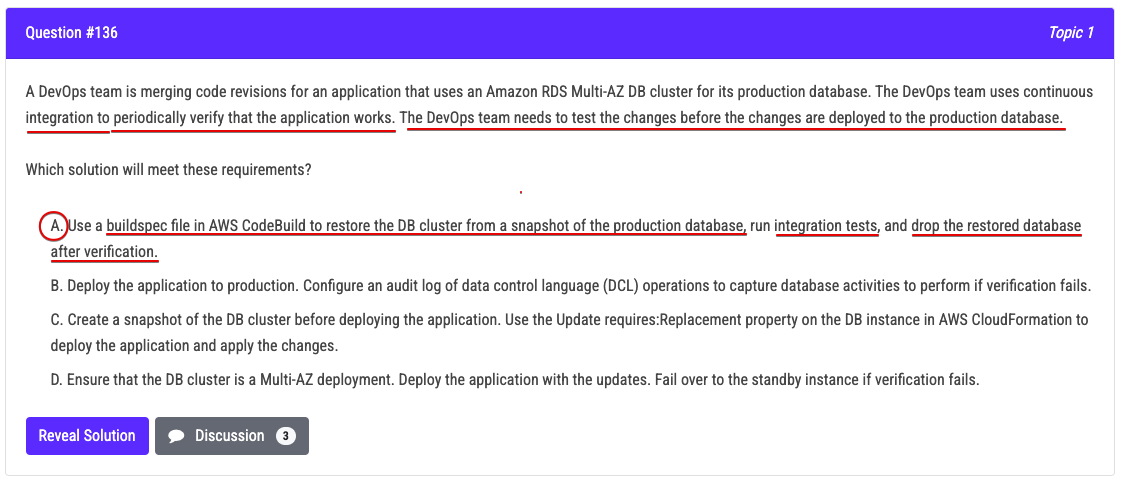 Question #136
Topic 1
A DevOps team is merging code revisions for an application that uses an Amazon RDS Multi-AZ DB cluster for its production database. The DevOps team uses continuous
integration to periodically verify that the application works. The DevOps team needs to test the changes before the changes are deployed to the production database.
Which solution will meet these requirements?
A. Use a buildspec file in AWS CodeBuild to restore the DB cluster from a snapshot of the production database, run integration tests, and drop the restored database
after verification.
B. Deploy the application to production. Configure an audit log of data control language (DCL) operations to capture database activities to perform if verification fails.
C. Create a snapshot of the DB cluster before deploying the application. Use the Update requires:Replacement property on the DB instance in AWS CloudFormation to
deploy the application and apply the changes.
D. Ensure that the DB cluster is a Multi-AZ deployment. Deploy the application with the updates. Fail over to the standby instance if verification fails.
Reveal Solution
Discussion 3